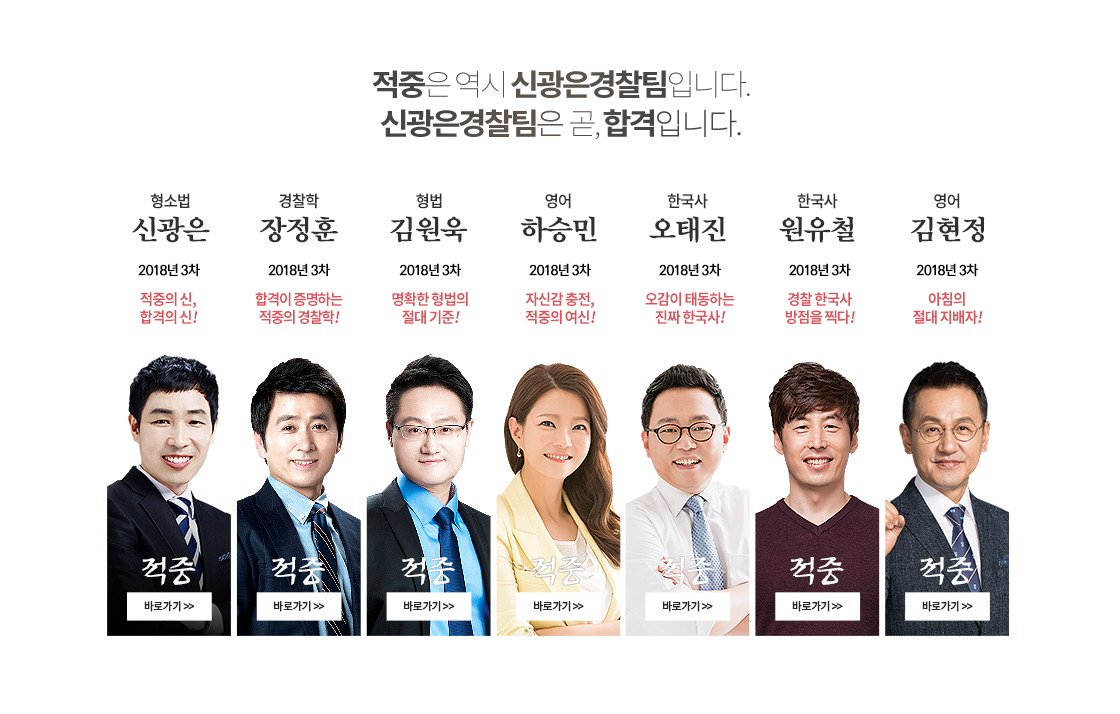 적중은 역시 신광은경찰팀입니다.
신광은경찰팀은 곧, 합격입니다.
형소법
신광은
2018년 3차
적중의 신,
합격의 신!
적중
바로가기 >>
경찰학
장정훈
2018년 3차
합격이 증명하는
적중의 경찰학!
적중
바로가기 >>
형법
김원욱
2018년 3차
명확한 형법의
절대 기준!
적중
바로가기 >>
영어
하승민
2018년 3차
자신감 충전,
적중의 여신!
적중
바로가기 >>
한국사
오태진
2018년 3차
오감이 태동하는
진짜 한국사!
적중
바로가기 >>
한국사
원유철
2018년 3차
경찰 한국사
방점을 찍다!
적중
바로가기 >>
영어
김현정
2018년 3차
아침의
절대 지배자!
적중
바로가기 >>